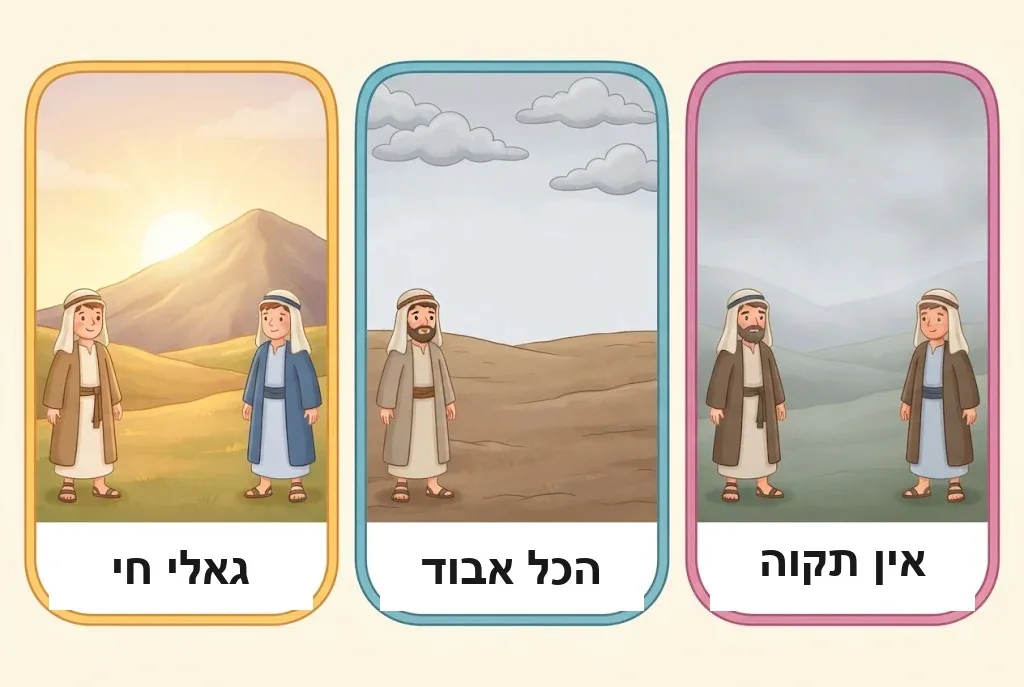 אין תקוה
הכל אבוד
גאלי חי